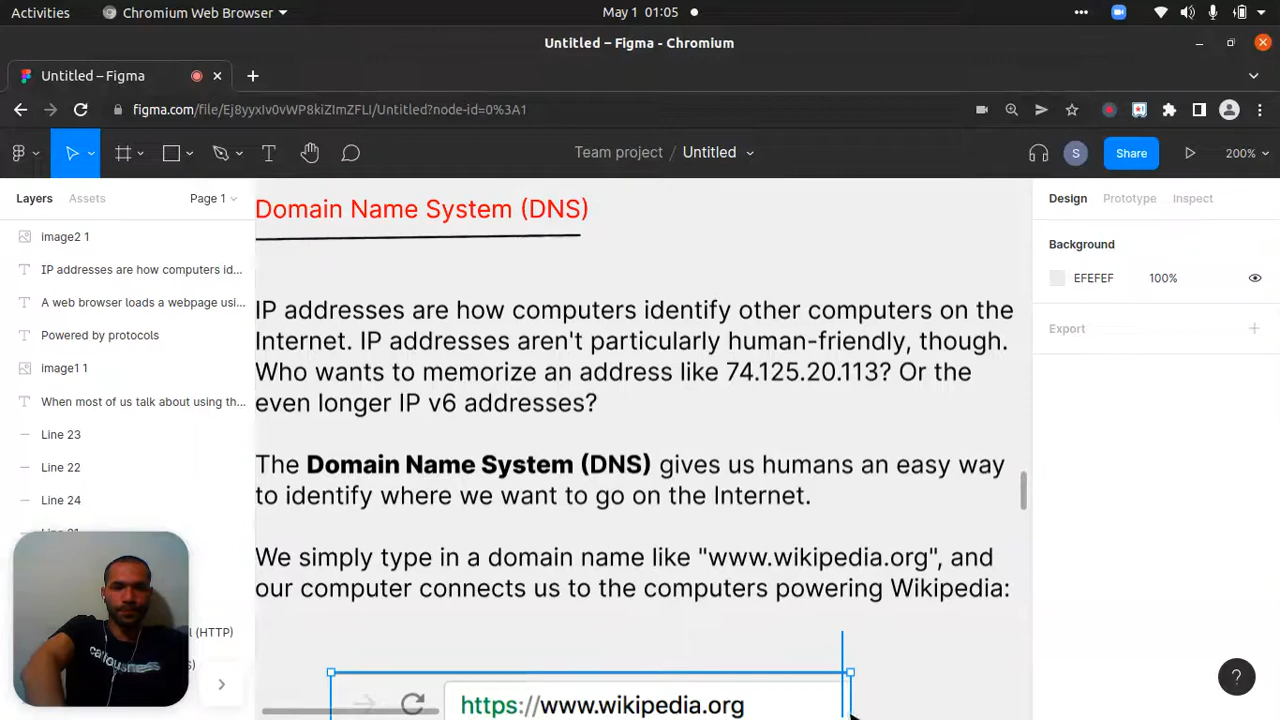 Activities
Chromium Web Browser
May 1 01:05
Untitled – Figma - Chromium
Untitled – Figma
figma.com/file/Ej8yyxIv0vWP8kiZImZFLI/Untitled?node-id=0%3A1
Team project / Untitled
S
Share
200%
Layers
Assets
Page 1
image2 1
IP addresses are how computers id...
A web browser loads a webpage usi...
Powered by protocols
image1 1
When most of us talk about using th...
Line 23
Line 22
Line 24
(HTTP)
Domain Name System (DNS)
IP addresses are how computers identify other computers on the
Internet. IP addresses aren't particularly human-friendly, though.
Who wants to memorize an address like 74.125.20.113? Or the
even longer IP v6 addresses?
The Domain Name System (DNS) gives us humans an easy way
to identify where we want to go on the Internet.
We simply type in a domain name like "www.wikipedia.org", and
our computer connects us to the computers powering Wikipedia:
https://www.wikipedia.org
Design
Prototype
Inspect
Background
EFEFEF
100%
Export
?